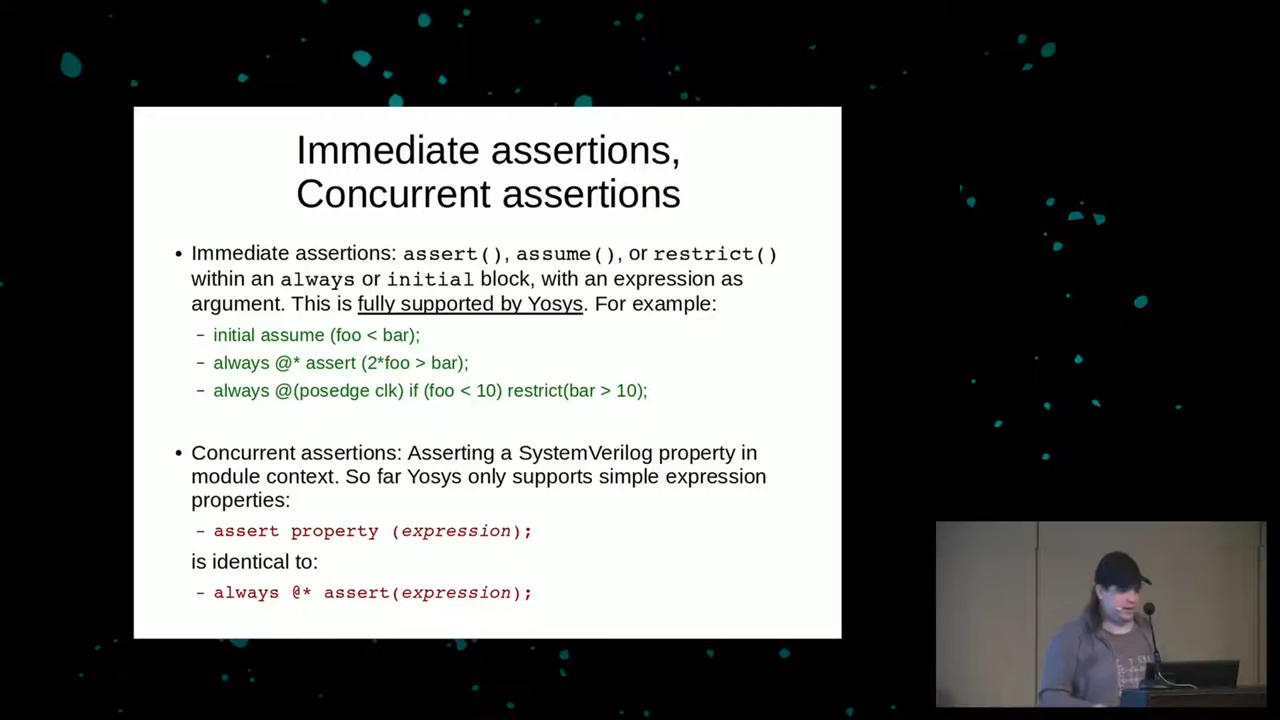 Immediate assertions,
Concurrent assertions
• Immediate assertions: assert(), assume(), or restrict()
within an always or initial block, with an expression as
argument. This is fully supported by Yosys. For example:
– initial assume (foo < bar);
– always @* assert (2*foo > bar);
– always @(posedge clk) if (foo < 10) restrict(bar > 10);
• Concurrent assertions: Asserting a SystemVerilog property in
module context. So far Yosys only supports simple expression
properties:
– assert property (expression);
is identical to:
– always @* assert(expression);